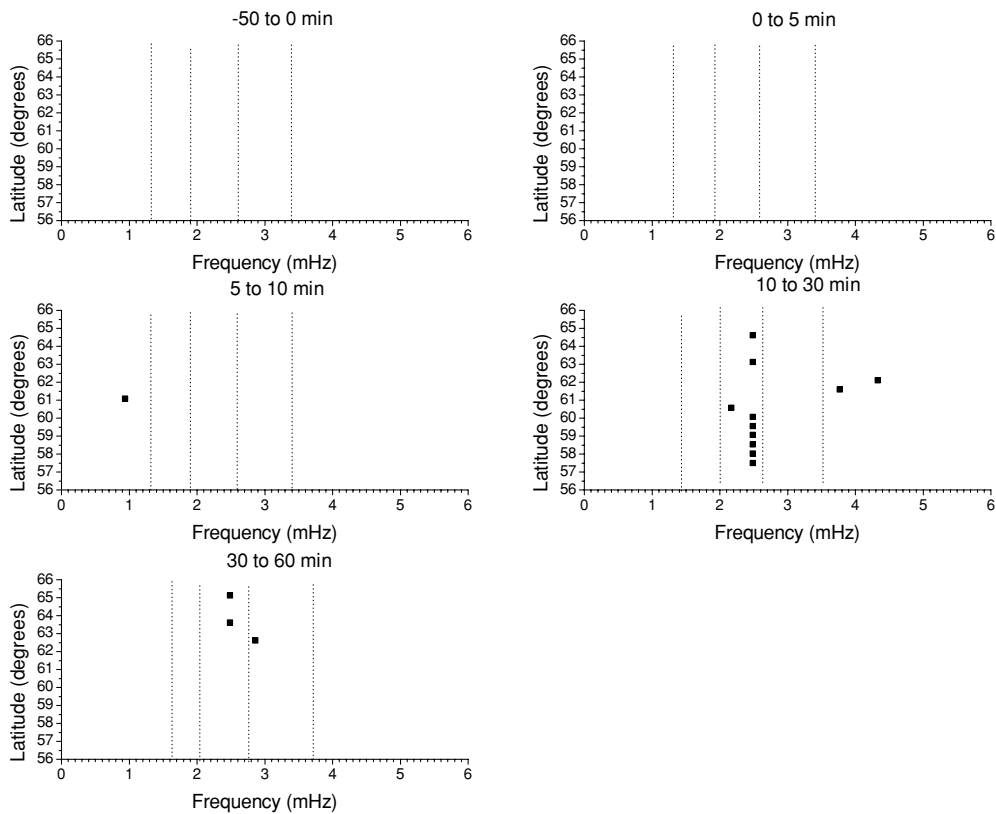 -50 to 0 min
66
65
64
63
62
61
60
59
58
57
56
Latitude (degrees)
0 1 2 3 4 5 6
Frequency (mHz)
0 to 5 min
66
65
64
63
62
61
60
59
58
57
56
Latitude (degrees)
0 1 2 3 4 5 6
Frequency (mHz)
5 to 10 min
66
65
64
63
62
61
60
59
58
57
56
Latitude (degrees)
0 1 2 3 4 5 6
Frequency (mHz)
10 to 30 min
66
65
64
63
62
61
60
59
58
57
56
Latitude (degrees)
0 1 2 3 4 5 6
Frequency (mHz)
30 to 60 min
66
65
64
63
62
61
60
59
58
57
56
Latitude (degrees)
0 1 2 3 4 5 6
Frequency (mHz)